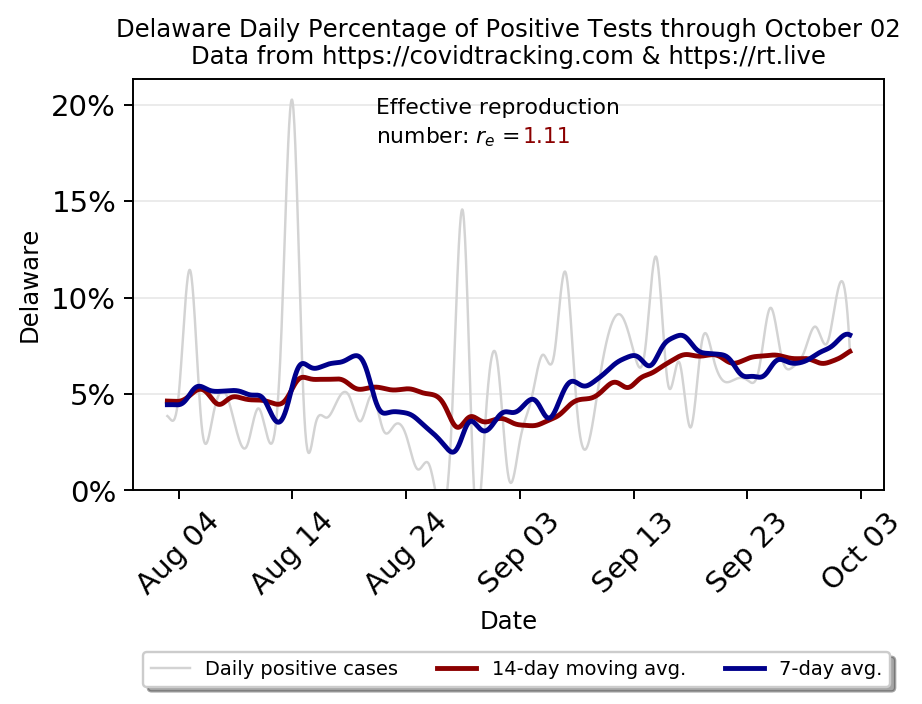 Delaware Daily Percentage of Positive Tests through October 02
Data from https://covidtracking.com & https://rt.live
Effective reproduction
number: rₑ = 1.11
20%
15%
10%
5%
0%
Delaware
Aug 04
Aug 14
Aug 24
Sep 03
Sep 13
Sep 23
Oct 03
Date
Daily positive cases
14-day moving avg.
7-day avg.